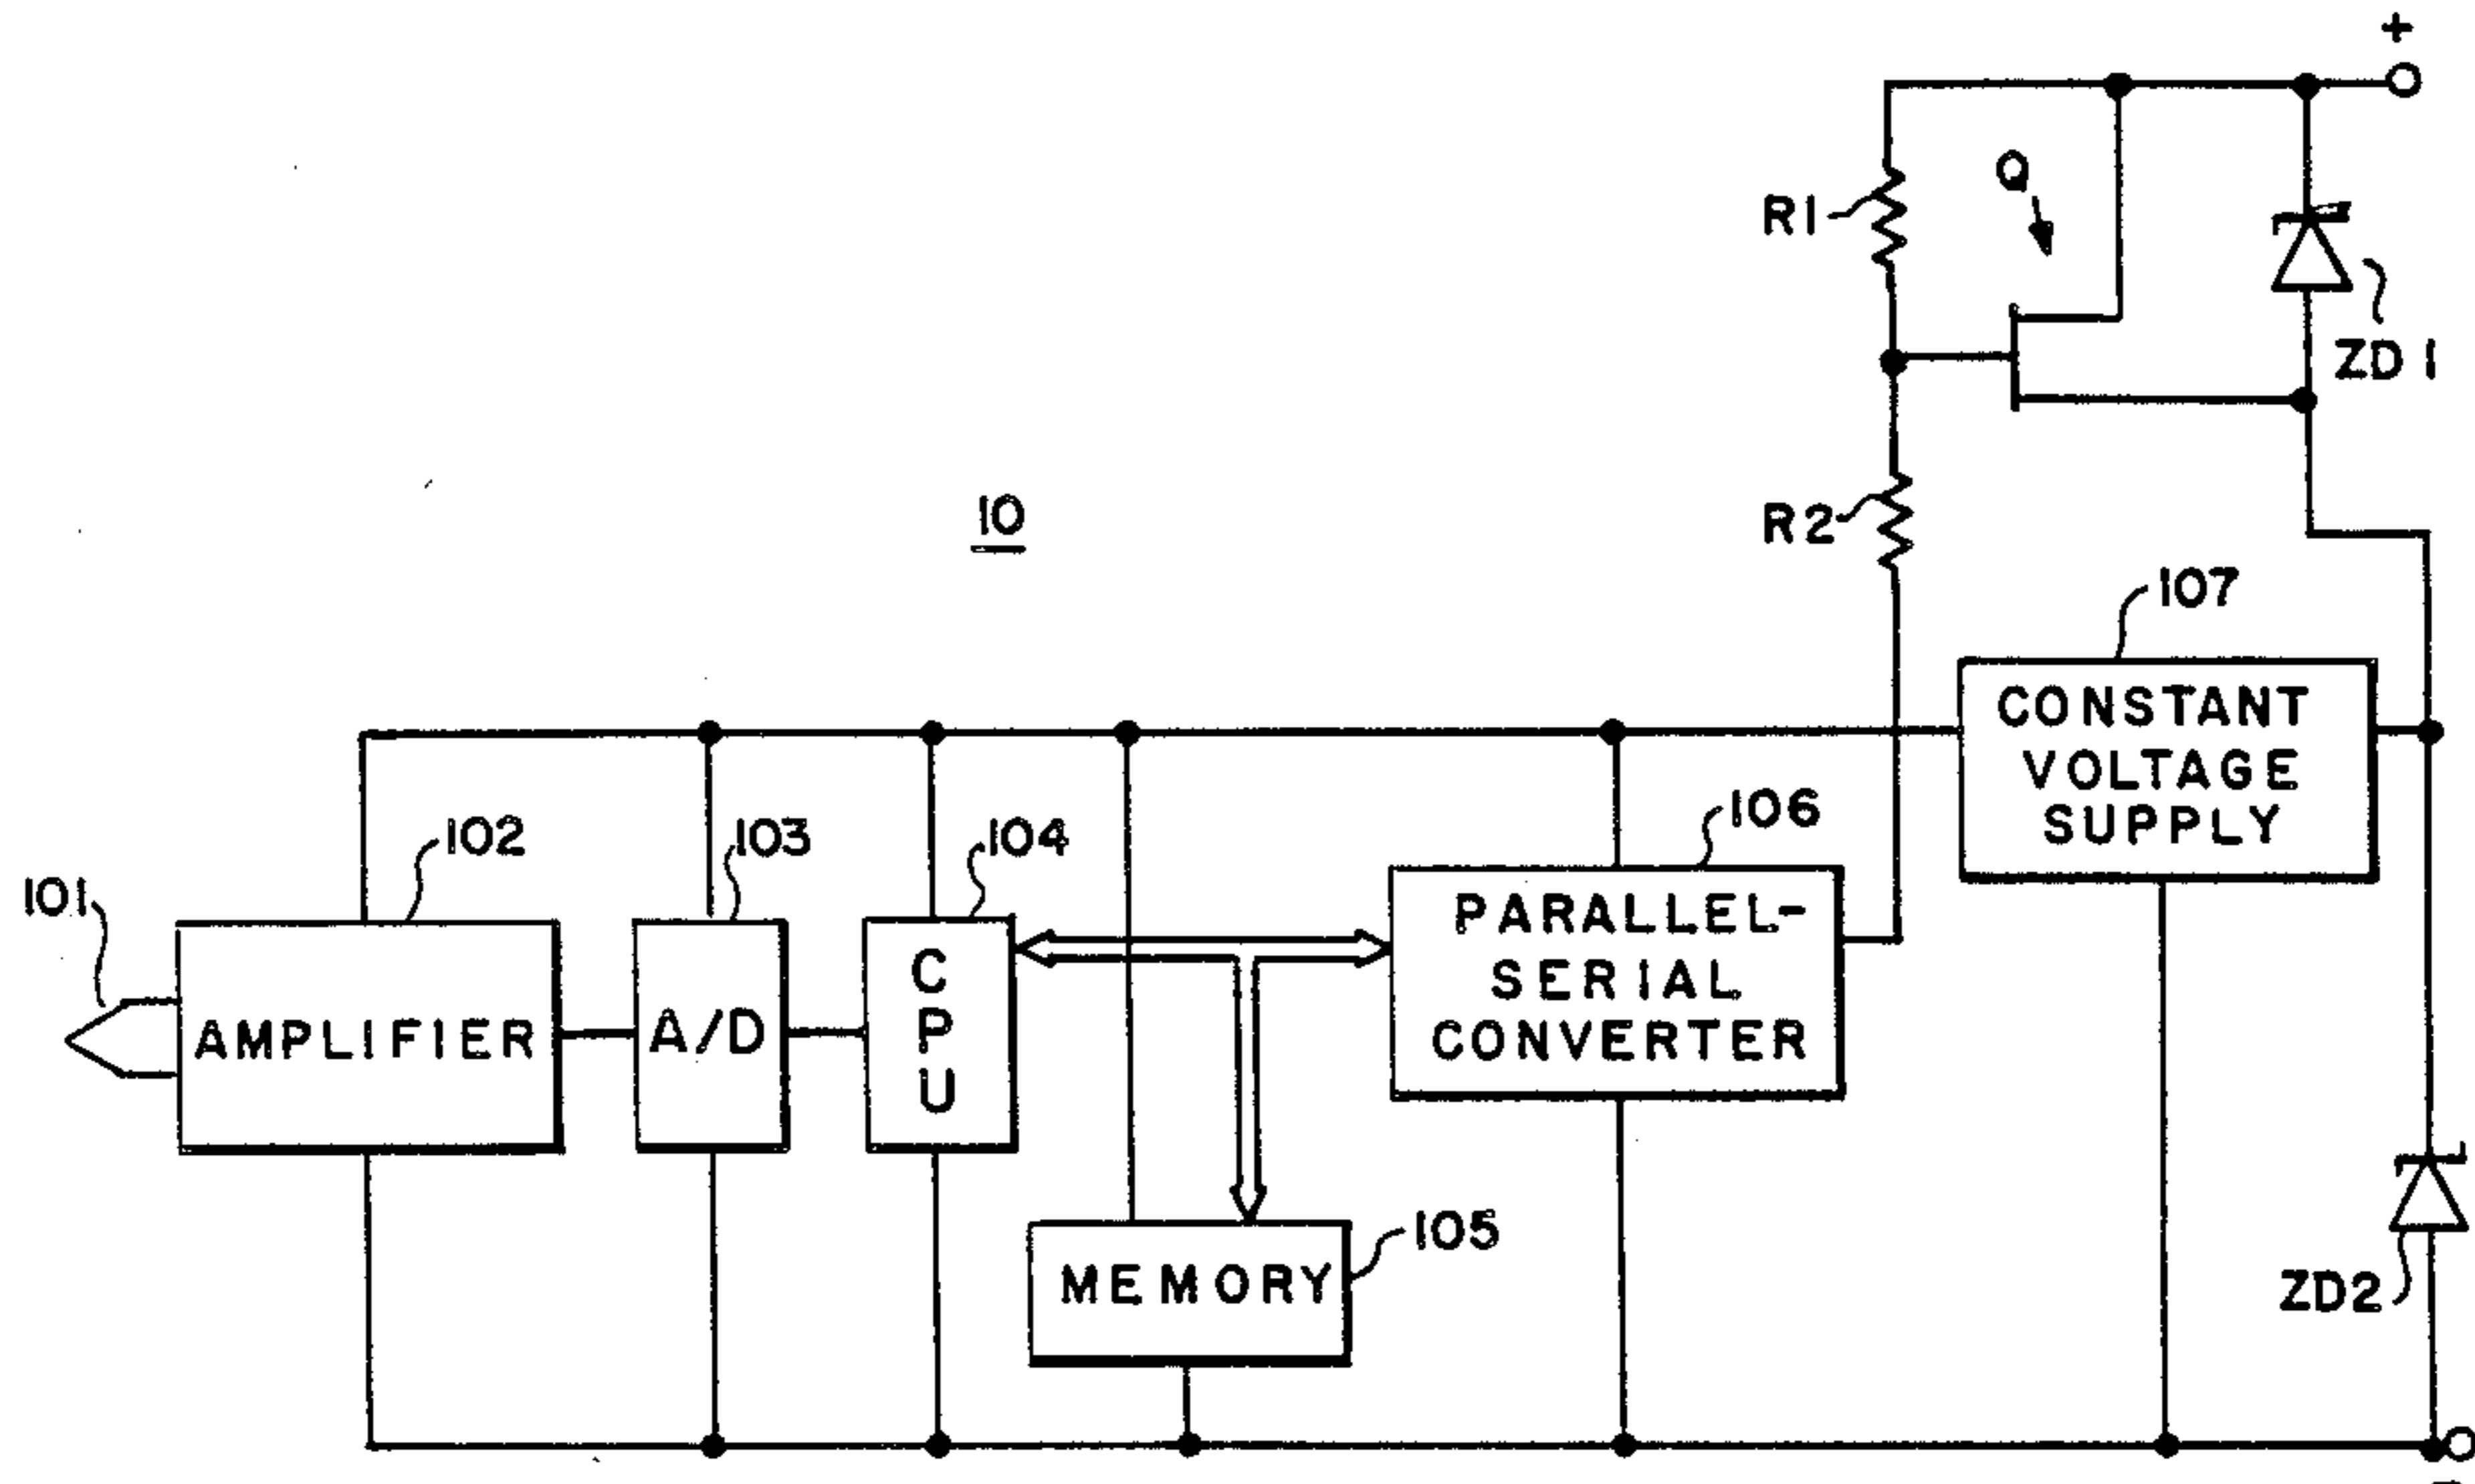 +
Q
R1
ZD1
10
R2
107
CONSTANT
VOLTAGE
SUPPLY
106
102
103
104
101
PARALLEL-
SERIAL
CONVERTER
AMPLIFIER
A/D
C
P
U
105
MEMORY
ZD2
-